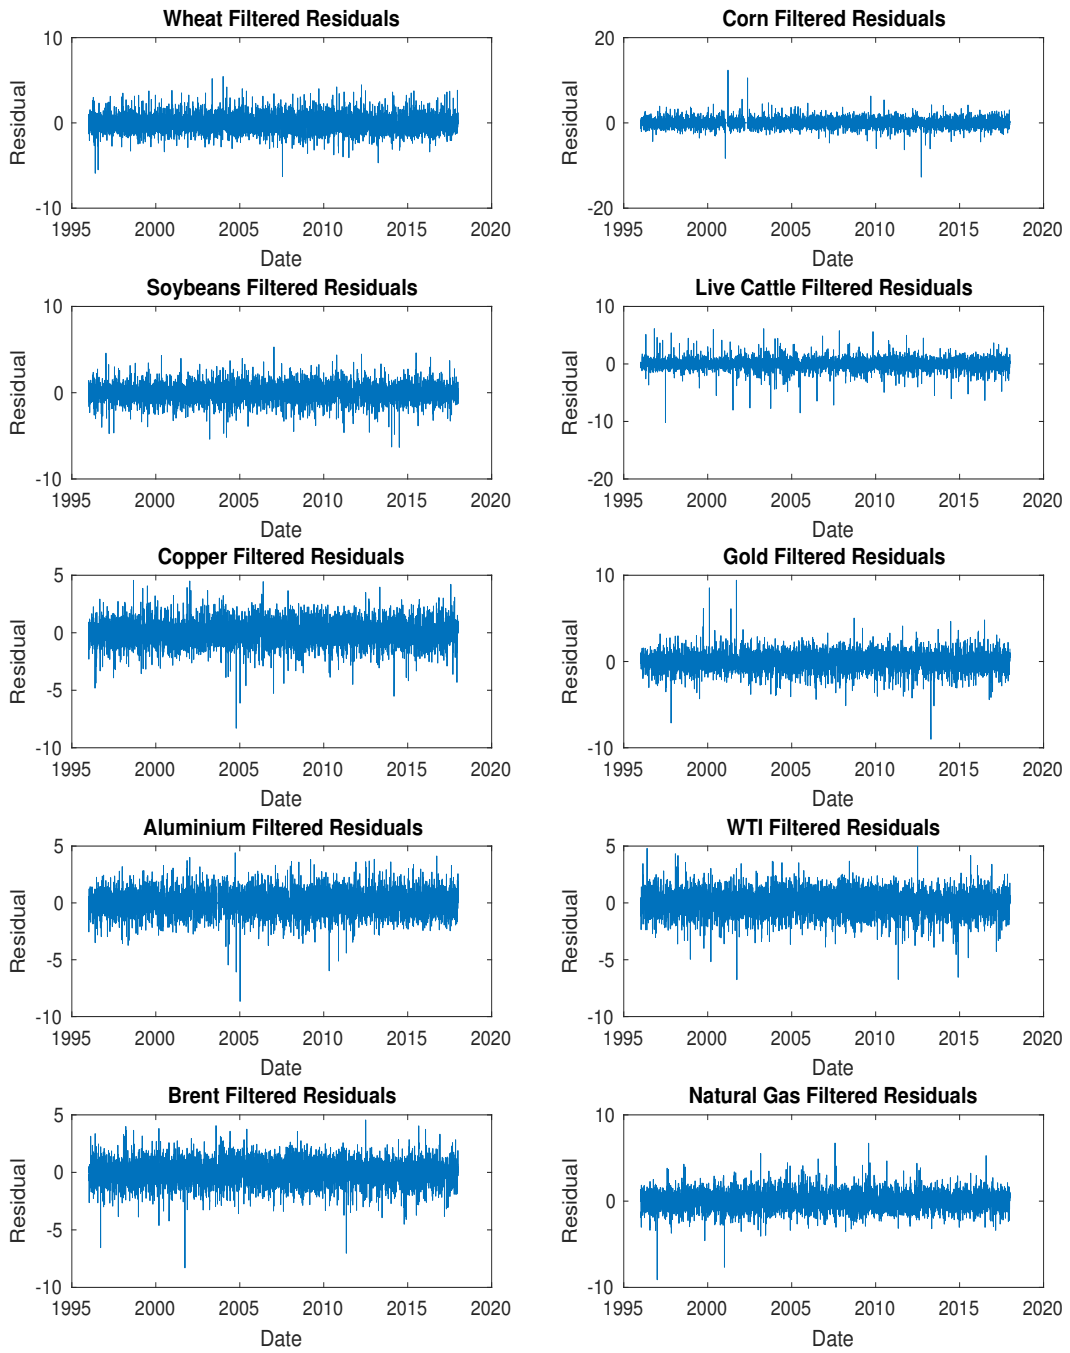 Wheat Filtered Residuals
10
0
-10
Residual
1995 2000 2005 2010 2015 2020
Date
Corn Filtered Residuals
20
0
-20
Residual
1995 2000 2005 2010 2015 2020
Date
Soybeans Filtered Residuals
10
0
-10
Residual
1995 2000 2005 2010 2015 2020
Date
Live Cattle Filtered Residuals
10
0
-10
-20
Residual
1995 2000 2005 2010 2015 2020
Date
Copper Filtered Residuals
5
0
-5
-10
Residual
1995 2000 2005 2010 2015 2020
Date
Gold Filtered Residuals
10
0
-10
Residual
1995 2000 2005 2010 2015 2020
Date
Aluminium Filtered Residuals
5
0
-5
-10
Residual
1995 2000 2005 2010 2015 2020
Date
WTI Filtered Residuals
5
0
-5
-10
Residual
1995 2000 2005 2010 2015 2020
Date
Brent Filtered Residuals
5
0
-5
-10
Residual
1995 2000 2005 2010 2015 2020
Date
Natural Gas Filtered Residuals
10
0
-10
Residual
1995 2000 2005 2010 2015 2020
Date